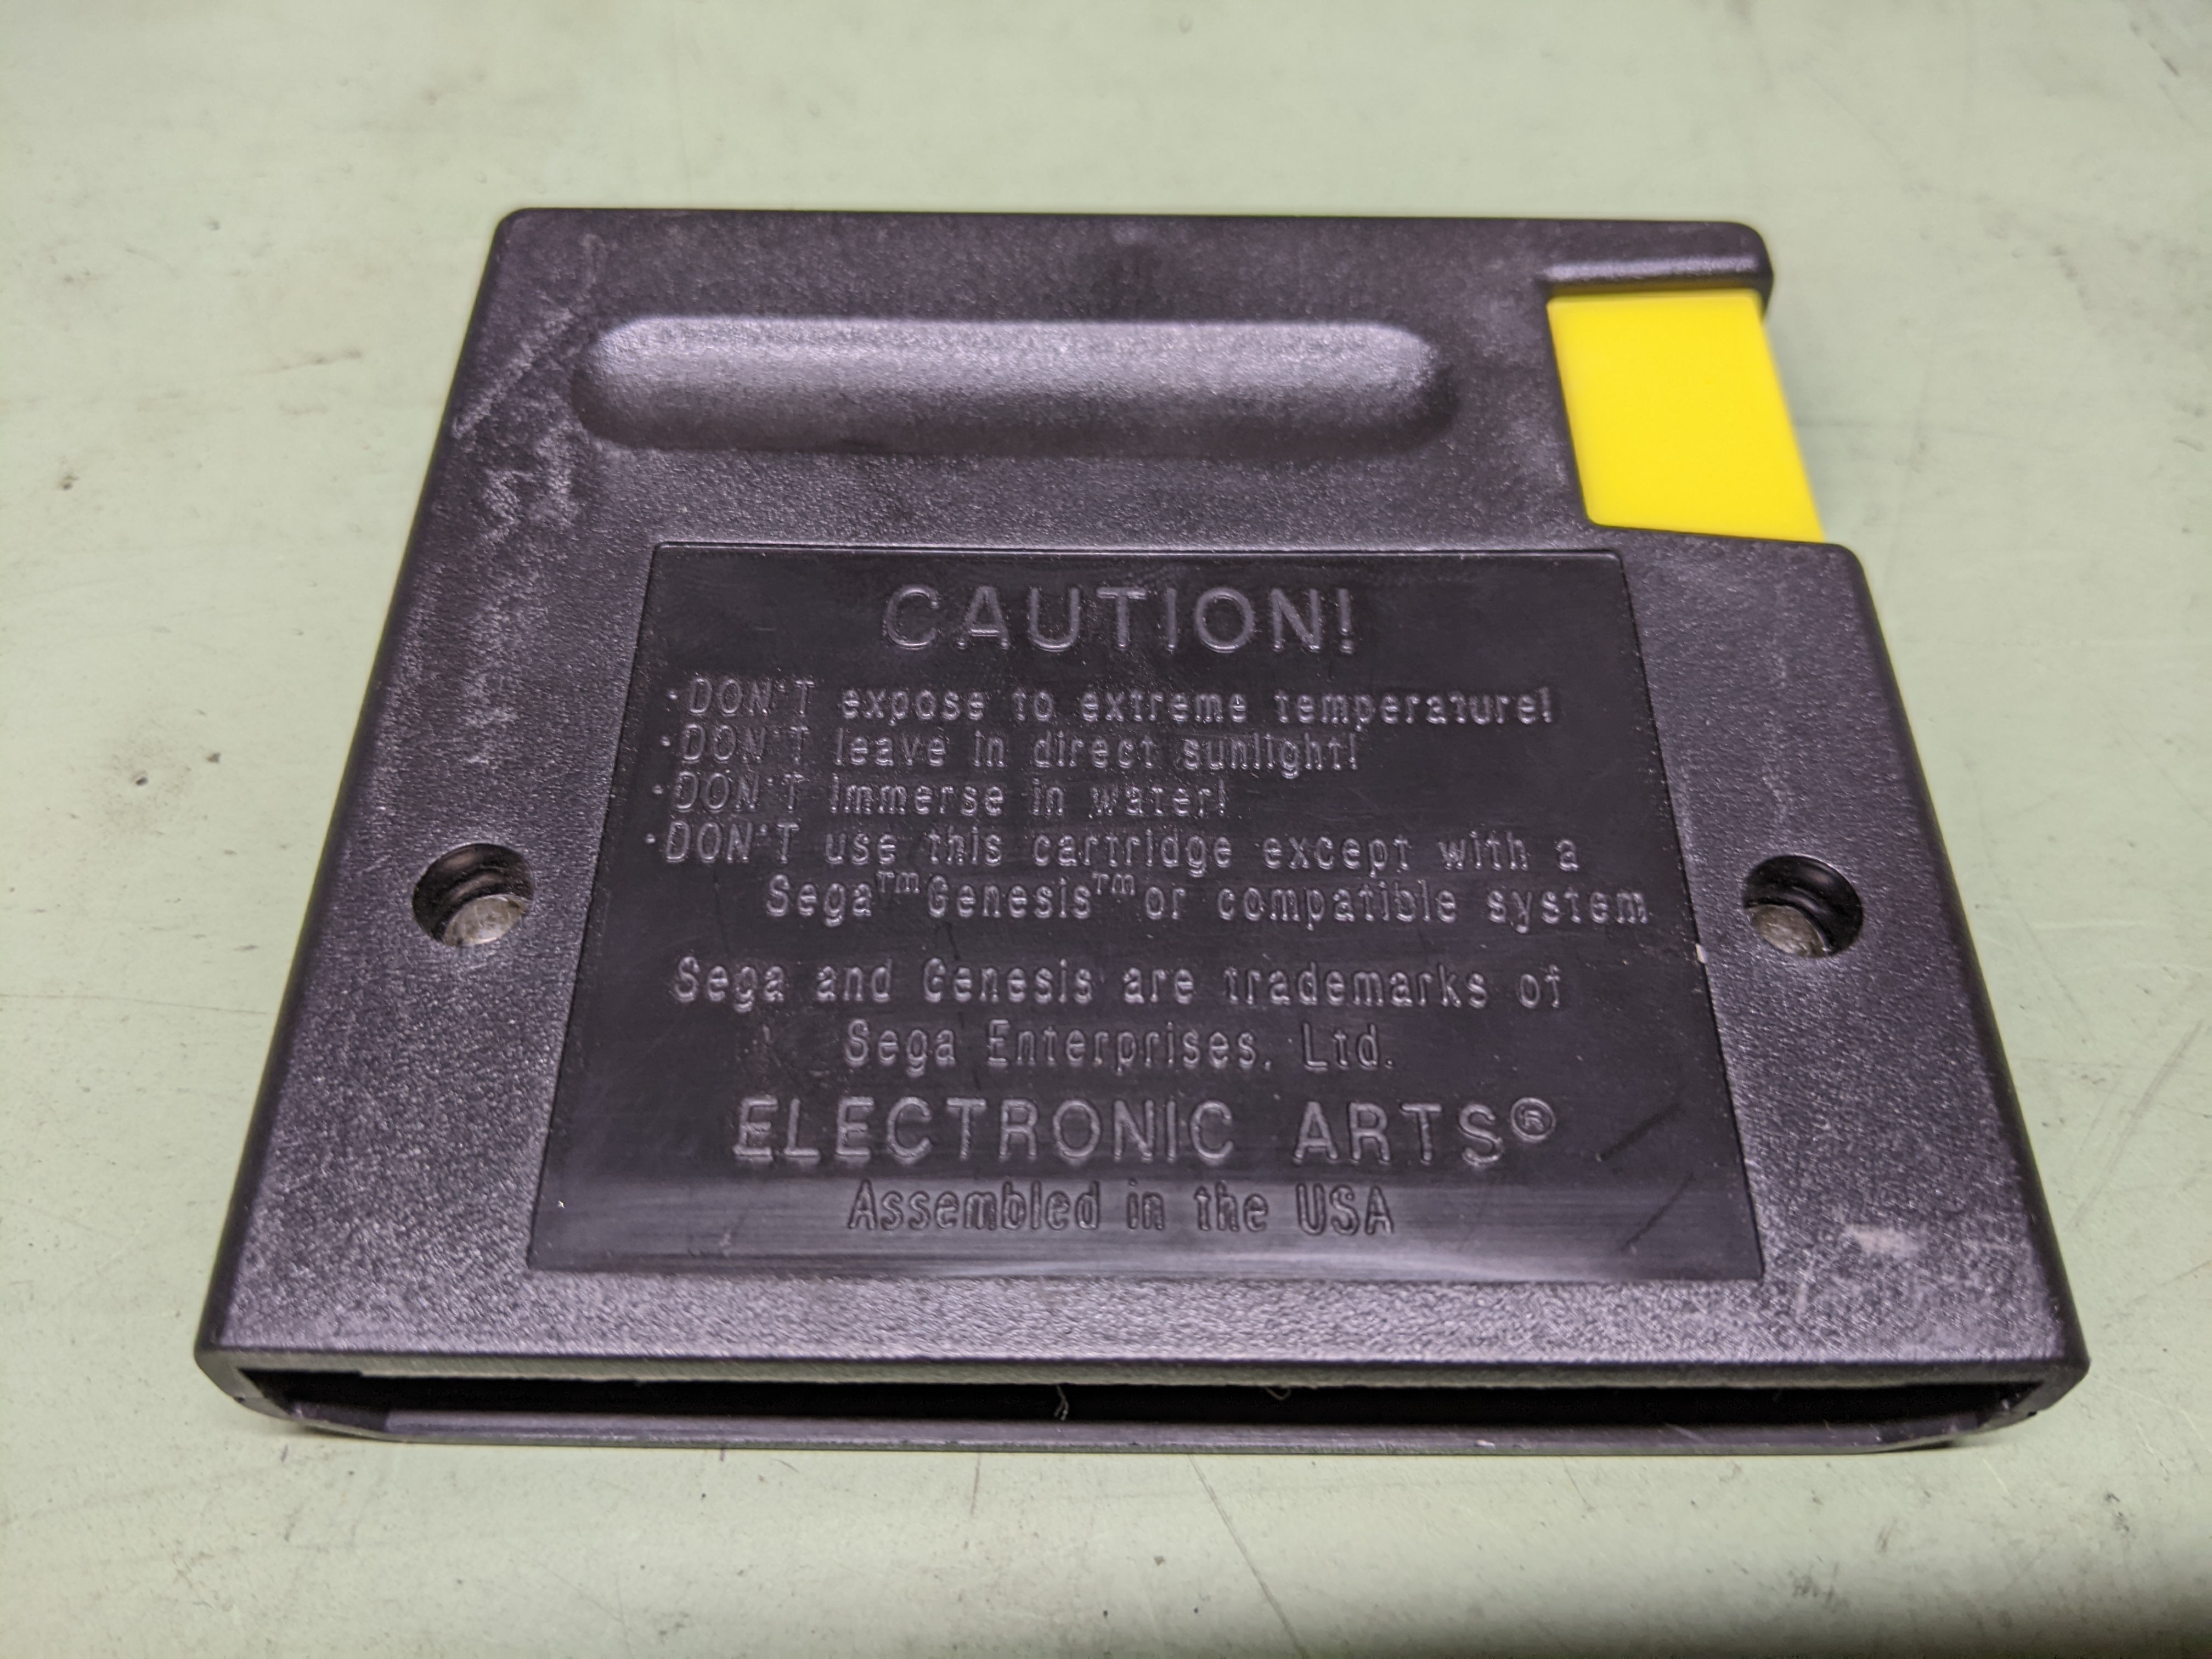 CAUTION!
·DON'T expose to extreme temperature!
·DON'T leave in direct sunlight!
·DON'T immerse in water!
·DON'T use this cartridge except with a
Sega™ Genesis™ or compatible system
Sega and Genesis are trademarks of
Sega Enterprises, Ltd.
ELECTRONIC ARTS®
Assembled in the USA